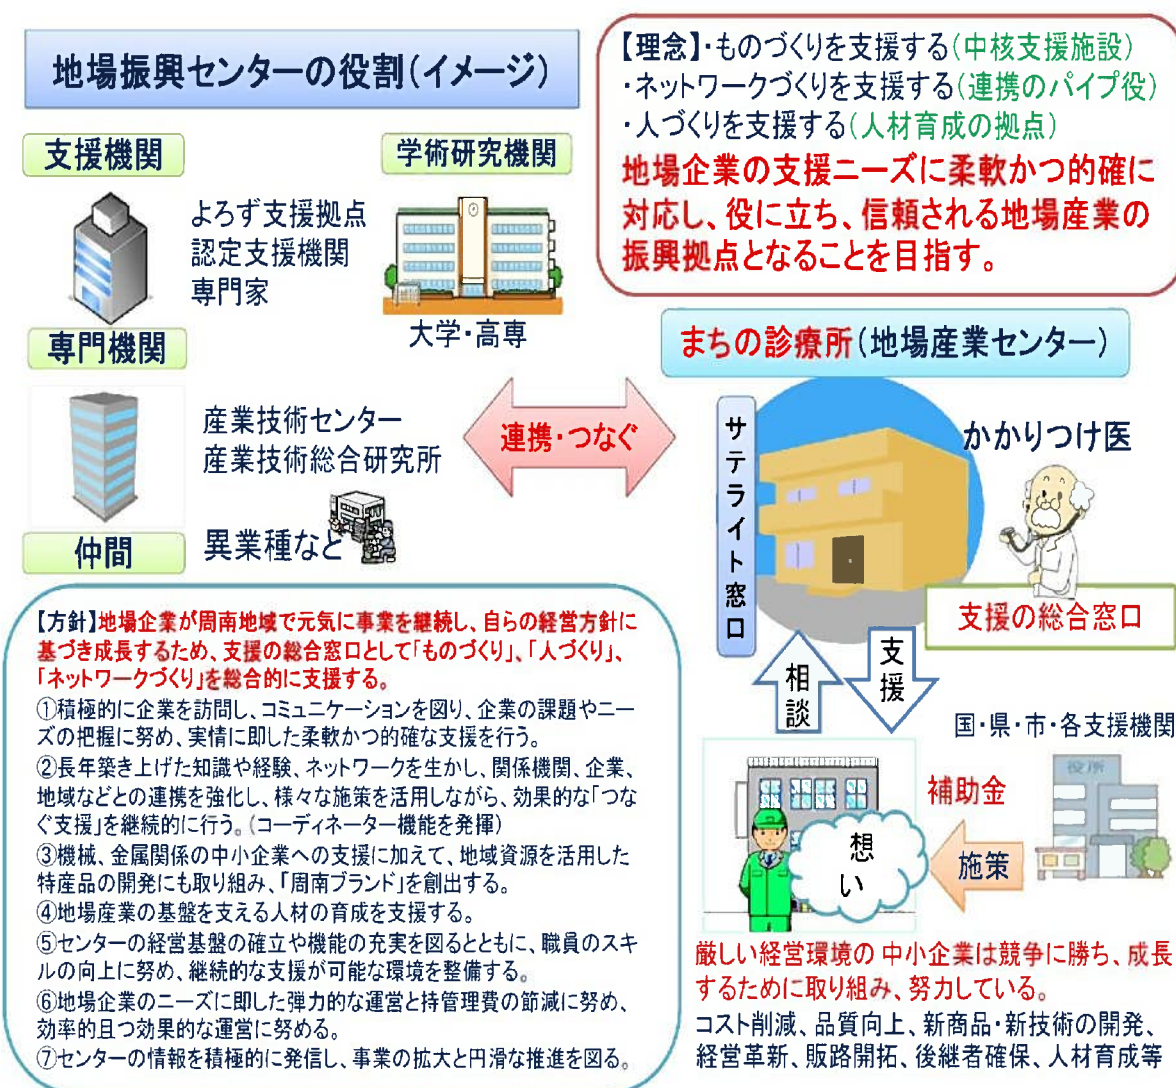 地場振興センターの役割(イメージ)
【理念】・ものづくりを支援する(中核支援施設)
・ネットワークづくりを支援する(連携のパイプ役)
・人づくりを支援する(人材育成の拠点)
地場企業の支援ニーズに柔軟かつ的確に
対応し、役に立ち、信頼される地場産業の
振興拠点となることを目指す。
支援機関
よろず支援拠点
認定支援機関
専門家
学術研究機関
大学・高専
専門機関
産業技術センター
産業技術総合研究所
仲間
異業種など
連携・つなぐ
まちの診療所(地場産業センター)
サテライト窓口
かかりつけ医
支援の総合窓口
相談
支援
国・県・市・各支援機関
役所
補助金
施策
想い
【方針】地場企業が周南地域で元気に事業を継続し、自らの経営方針に
基づき成長するため、支援の総合窓口として「ものづくり」、「人づくり」、
「ネットワークづくり」を総合的に支援する。
①積極的に企業を訪問し、コミュニケーションを図り、企業の課題やニー
ズの把握に努め、実情に即した柔軟かつ的確な支援を行う。
②長年築き上げた知識や経験、ネットワークを生かし、関係機関、企業、
地域などとの連携を強化し、様々な施策を活用しながら、効果的な「つな
ぐ支援」を継続的に行う。(コーディネーター機能を発揮)
③機械、金属関係の中小企業への支援に加えて、地域資源を活用した
特産品の開発にも取り組み、「周南ブランド」を創出する。
④地場産業の基盤を支える人材の育成を支援する。
⑤センターの経営基盤の確立や機能の充実を図るとともに、職員のスキ
ルの向上に努め、継続的な支援が可能な環境を整備する。
⑥地場企業のニーズに即した弾力的な運営と持管理費の節減に努め、
効率的且つ効果的な運営に努める。
⑦センターの情報を積極的に発信し、事業の拡大と円滑な推進を図る。
厳しい経営環境の 中小企業は競争に勝ち、成長
するために取り組み、努力している。
コスト削減、品質向上、新商品・新技術の開発、
経営革新、販路開拓、後継者確保、人材育成等